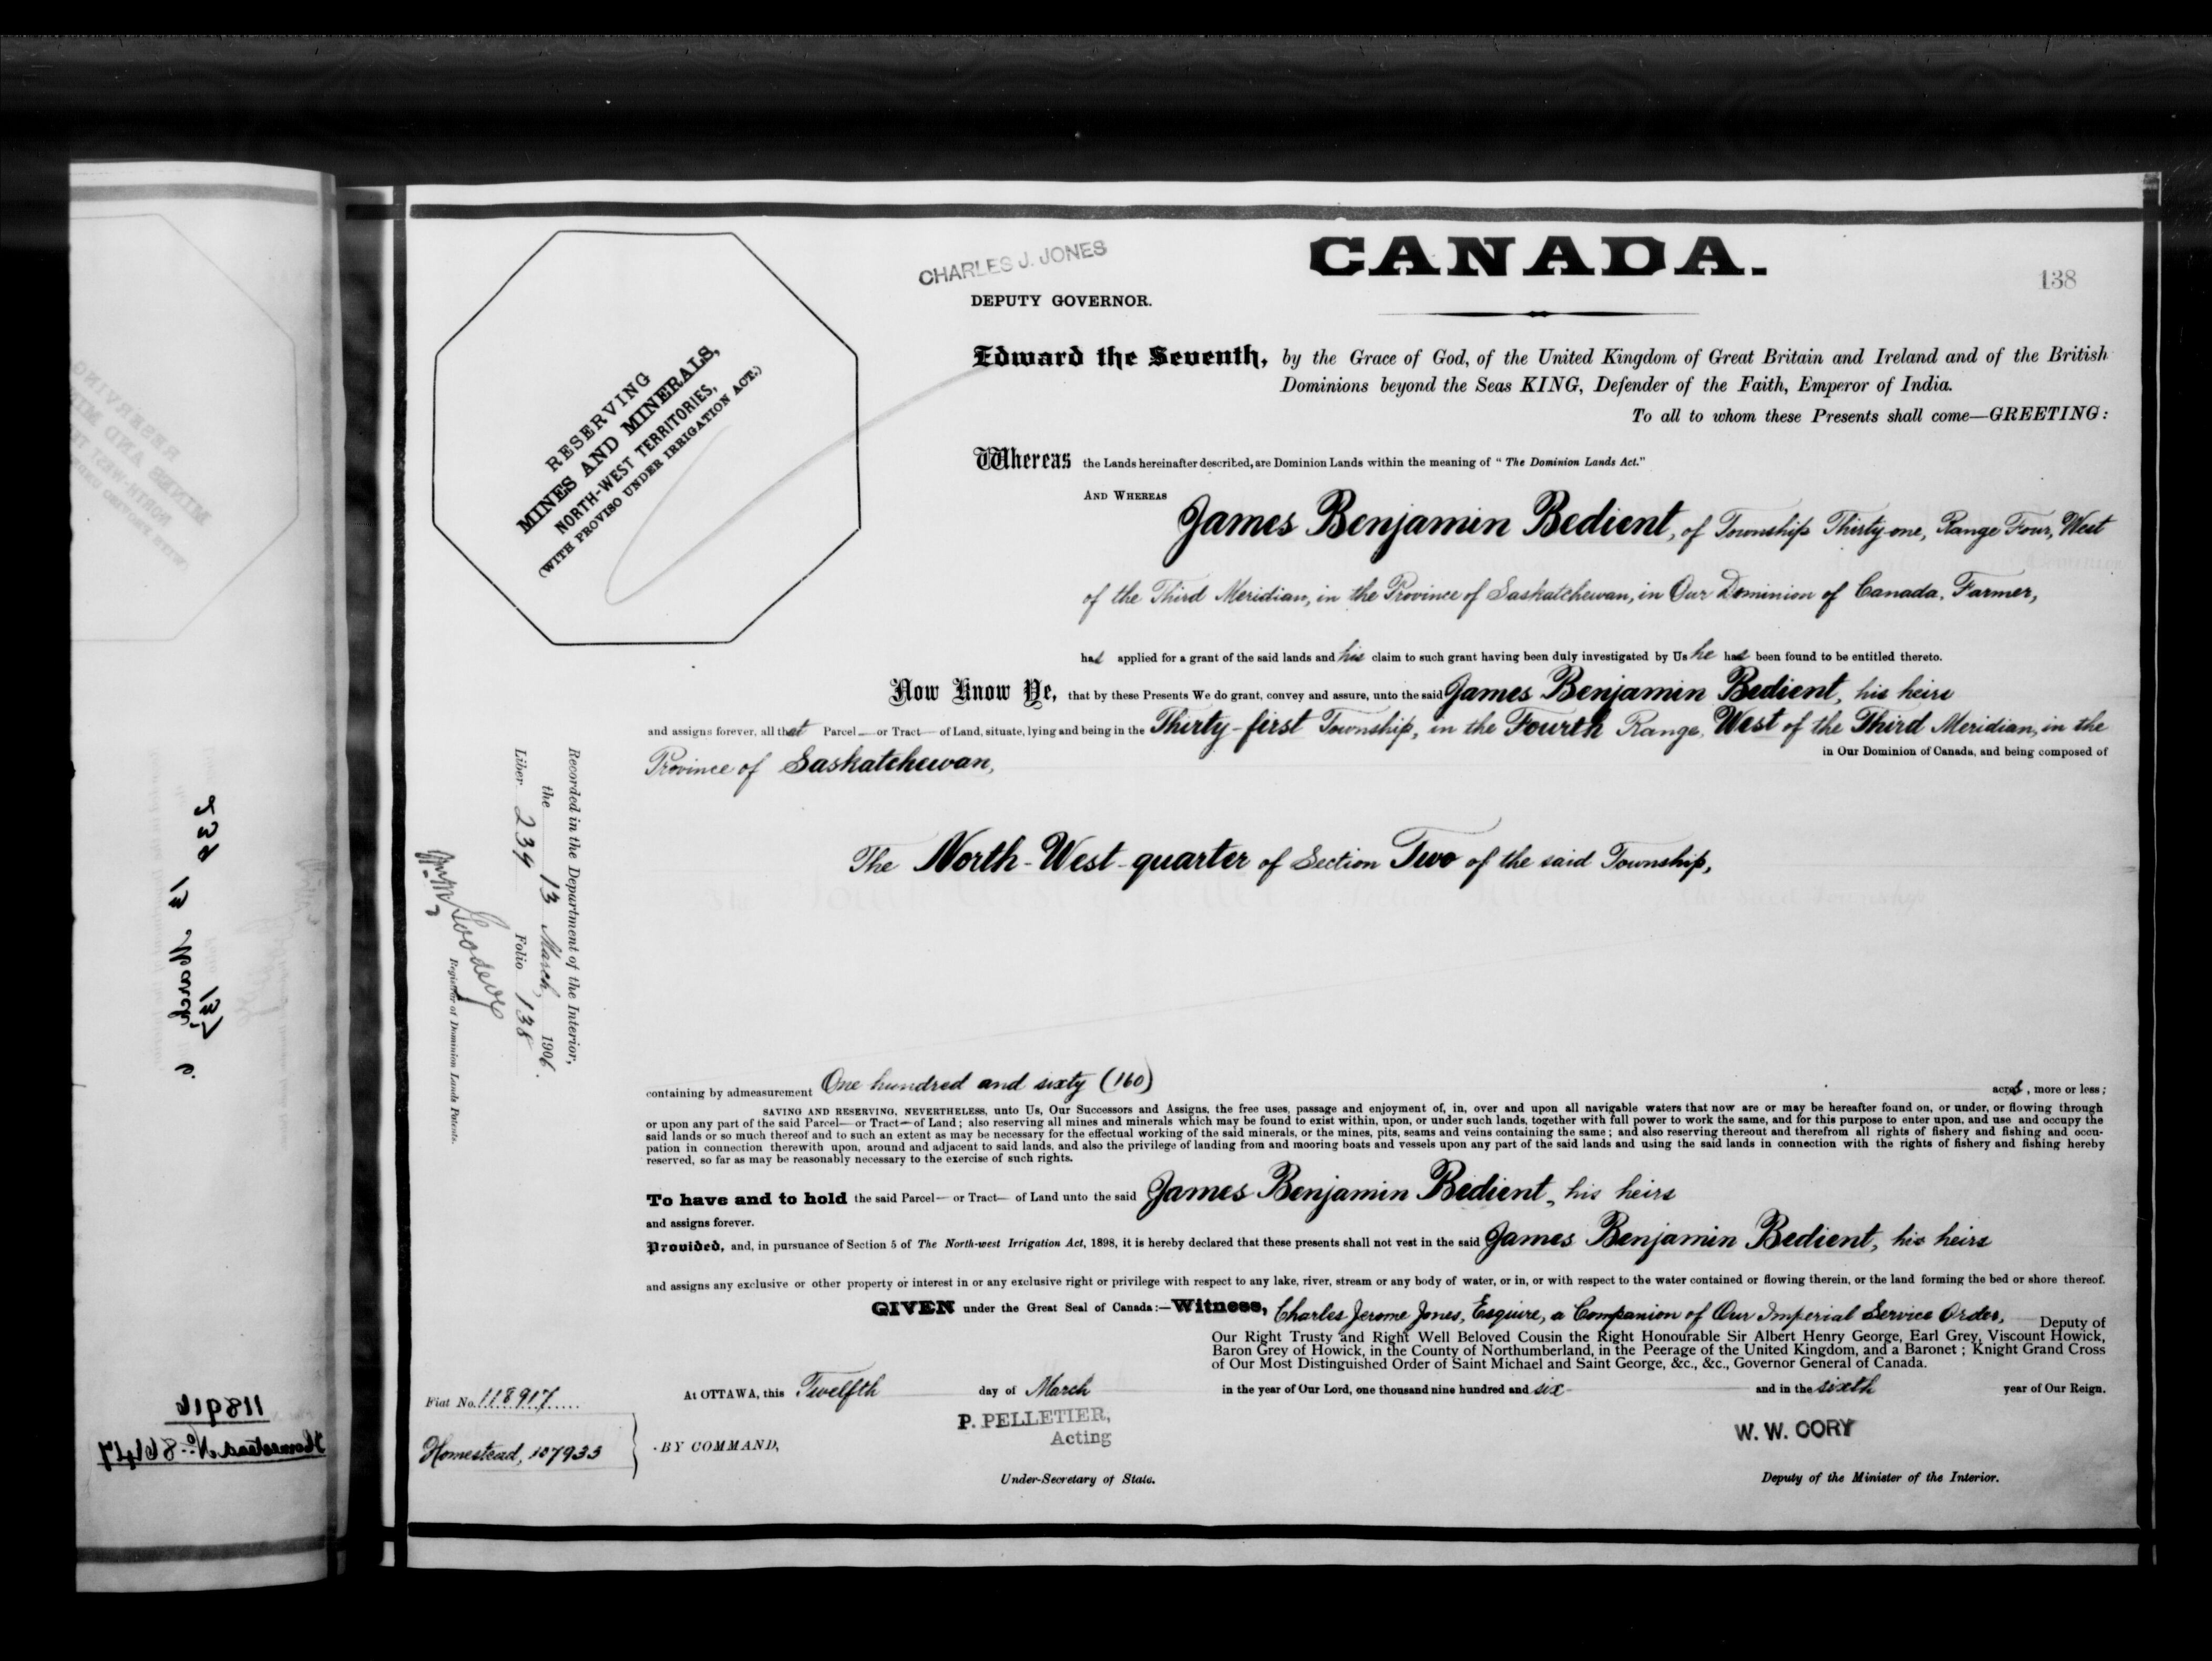 CHARLES J. JONES
DEPUTY GOVERNOR.
CANADA.
138
RESERVING
MINES AND MINERALS,
NORTH-WEST TERRITORIES,
(WITH PROVISO UNDER IRRIGATION ACT.)
Edward the Seventh, by the Grace of God, of the United Kingdom of Great Britain and Ireland and of the British
Dominions beyond the Seas KING, Defender of the Faith, Emperor of India.
To all to whom these Presents shall come—GREETING:
Whereas the Lands hereinafter described, are Dominion Lands within the meaning of "The Dominion Lands Act."
AND WHEREAS James Benjamin Bedient, of Township Thirty-one, Range Four, West
of the Third Meridian, in the Province of Saskatchewan, in Our Dominion of Canada, Farmer,
has applied for a grant of the said lands and his claim to such grant having been duly investigated by Us he has been found to be entitled thereto.
Now Know Ye, that by these Presents We do grant, convey and assure, unto the said James Benjamin Bedient, his heirs
and assigns forever, all that Parcel— or Tract— of Land, situate, lying and being in the Thirty-first Township, in the Fourth Range, West of the Third Meridian, in the
Province of Saskatchewan,
in Our Dominion of Canada, and being composed of
The North-West-quarter of Section Two of the said Township,
Recorded in the Department of the Interior,
the 13 March, 1906.
Liber 234 Folio 138
Registrar of Dominion Lands Patents.
containing by admeasurement One hundred and sixty (160) acres, more or less;
SAVING AND RESERVING, NEVERTHELESS, unto Us, Our Successors and Assigns, the free uses, passage and enjoyment of, in, over and upon all navigable waters that now are or may be hereafter found on, or under, or flowing through
or upon any part of the said Parcel— or Tract— of Land; also reserving all mines and minerals which may be found to exist within, upon, or under such lands, together with full power to work the same, and for this purpose to enter upon, and use and occupy the
said lands or so much thereof and to such an extent as may be necessary for the effectual working of the said minerals, or the mines, pits, seams and veins containing the same; and also reserving thereout and therefrom all rights of fishery and fishing and occu-
pation in connection therewith upon, around and adjacent to said lands, and also the privilege of landing from and mooring boats and vessels upon any part of the said lands and using the said lands in connection with the rights of fishery and fishing hereby
reserved, so far as may be reasonably necessary to the exercise of such rights.
To have and to hold the said Parcel— or Tract— of Land unto the said James Benjamin Bedient, his heirs
and assigns forever.
Provided, and, in pursuance of Section 5 of The North-west Irrigation Act, 1898, it is hereby declared that these presents shall not vest in the said James Benjamin Bedient, his heirs
and assigns any exclusive or other property or interest in or any exclusive right or privilege with respect to any lake, river, stream or any body of water, or in, or with respect to the water contained or flowing therein, or the land forming the bed or shore thereof.
GIVEN under the Great Seal of Canada:—Witness, Charles Jerome Jones, Esquire, a Companion of Our Imperial Service Order, Deputy of
Our Right Trusty and Right Well Beloved Cousin the Right Honourable Sir Albert Henry George, Earl Grey, Viscount Howick,
Baron Grey of Howick, in the County of Northumberland, in the Peerage of the United Kingdom, and a Baronet; Knight Grand Cross
of Our Most Distinguished Order of Saint Michael and Saint George, &c., &c., Governor General of Canada.
At OTTAWA, this Twelfth day of March in the year of Our Lord, one thousand nine hundred and six and in the sixth year of Our Reign.
Fiat No. 118917
Homestead, 107933
BY COMMAND,
P. PELLETIER,
Acting
Under-Secretary of State.
W. W. CORY
Deputy of the Minister of the Interior.
13 March
118916
Homestead No. 86447